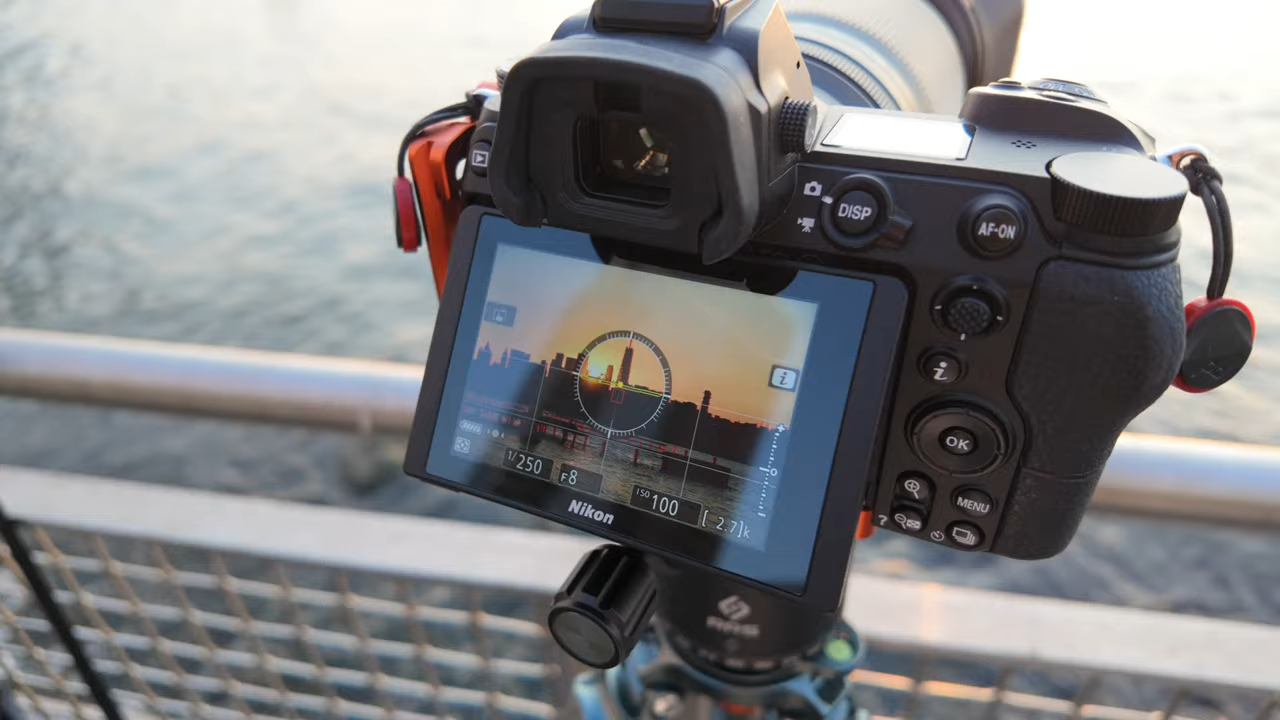 DISP
AF-ON
i
i
OK
1/250
F8
ISO 100
[ 2.7]k
Nikon
MENU
?